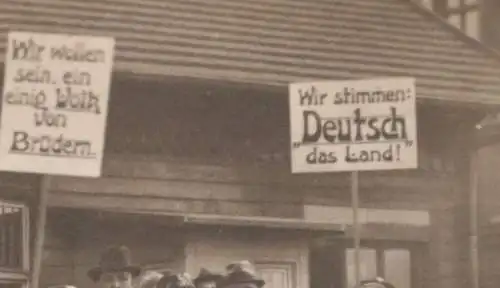 Wir wollen
sein, ein
einig Volk
von
Brüdern.
Wir stimmen:
„Deutsch
das Land!"